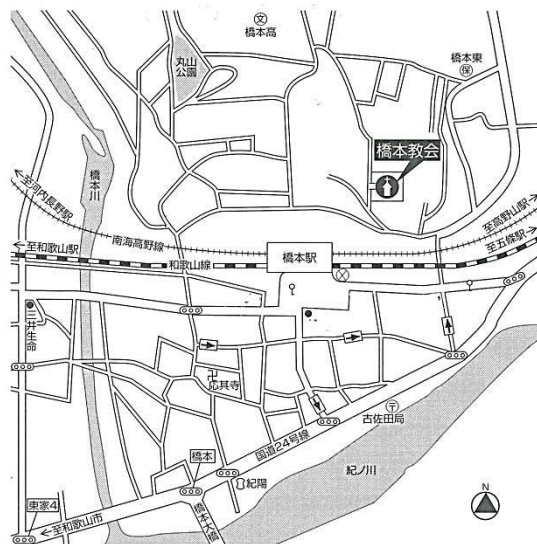 文
橋本高
丸山
公園
橋本東
保
橋本教会
橋本川
←至河内長野駅
南海高野線
至高野山駅→
←至和歌山駅
和歌山線
橋本駅
至五條駅→
三井生命
応其寺
〒
古佐田局
国道24号線
橋本
紀陽
紀ノ川
東家4
←至和歌山市
橋本大橋
N